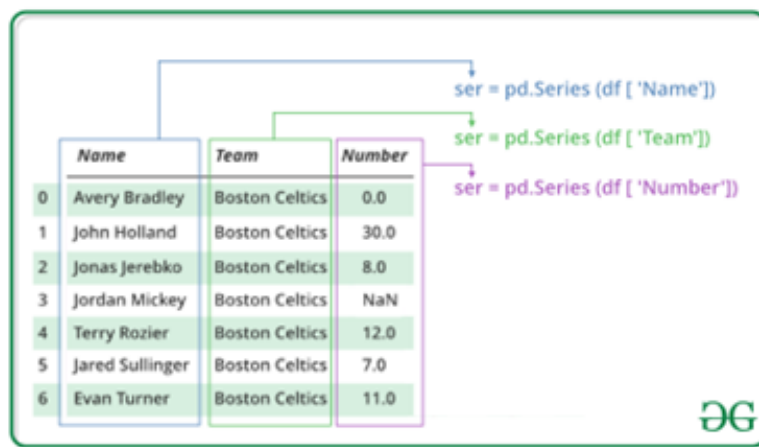 ser = pd.Series (df [ 'Name'])
ser = pd.Series (df [ 'Team'])
ser = pd.Series (df [ 'Number'])
Name Team Number
0 Avery Bradley Boston Celtics 0.0
1 John Holland Boston Celtics 30.0
2 Jonas Jerebko Boston Celtics 8.0
3 Jordan Mickey Boston Celtics NaN
4 Terry Rozier Boston Celtics 12.0
5 Jared Sullinger Boston Celtics 7.0
6 Evan Turner Boston Celtics 11.0